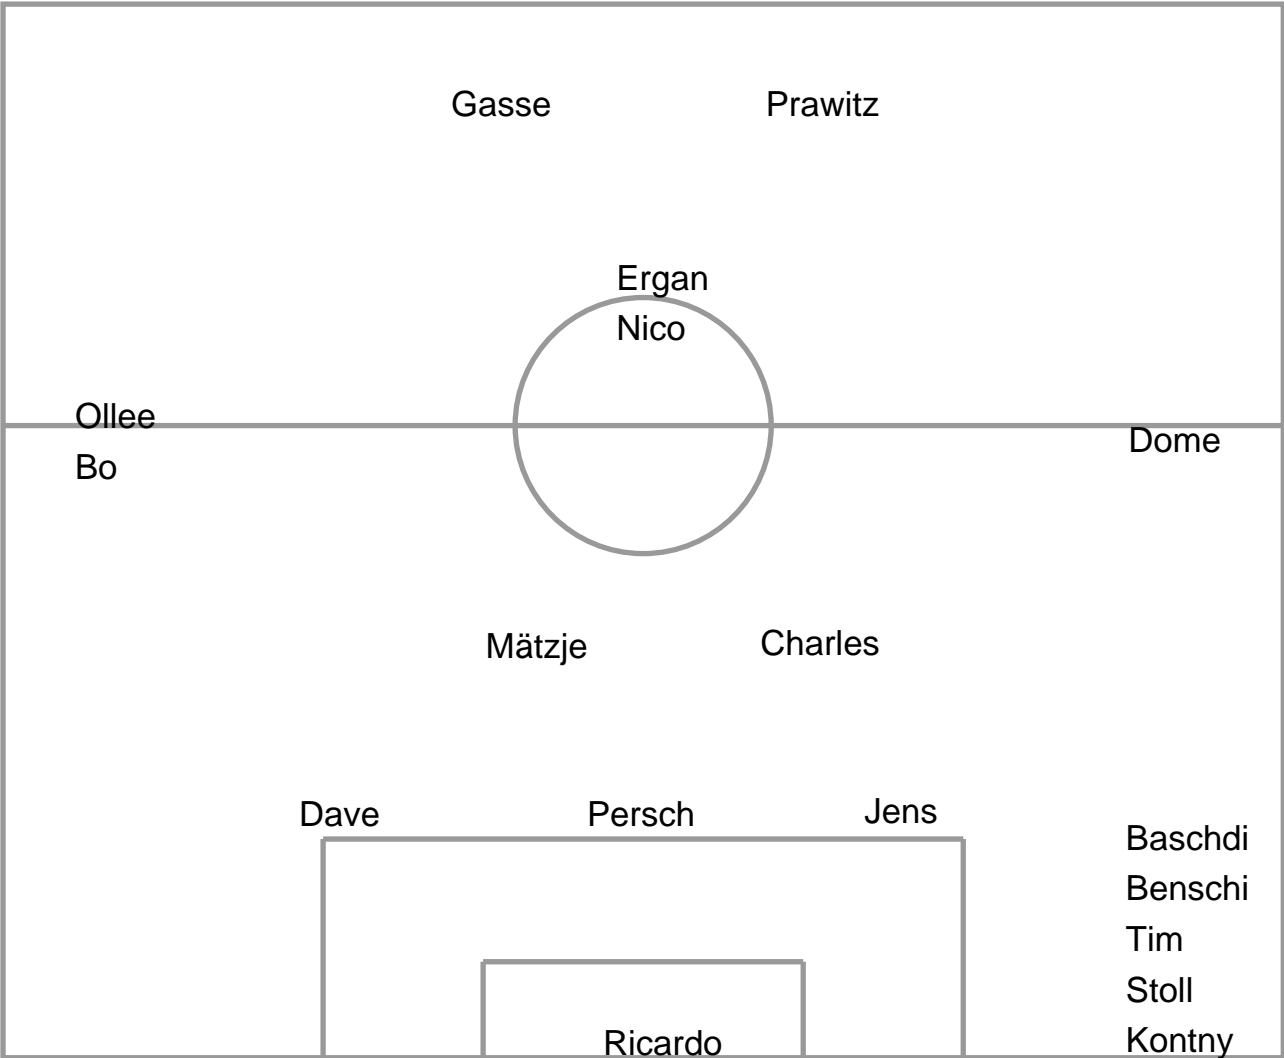 Gasse
Prawitz
Ergan
Nico
Ollee
Bo
Dome
Mätzje
Charles
Dave
Persch
Jens
Baschdi
Benschi
Tim
Stoll
Kontny
Ricardo